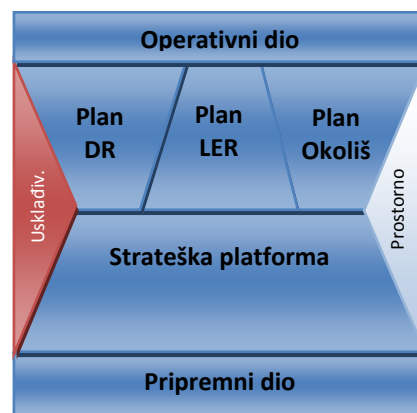 Operativni dio
Plan
DR
Plan
LER
Plan
Okoliš
Usklađiv.
Prostorno
Strateška platforma
Pripremni dio